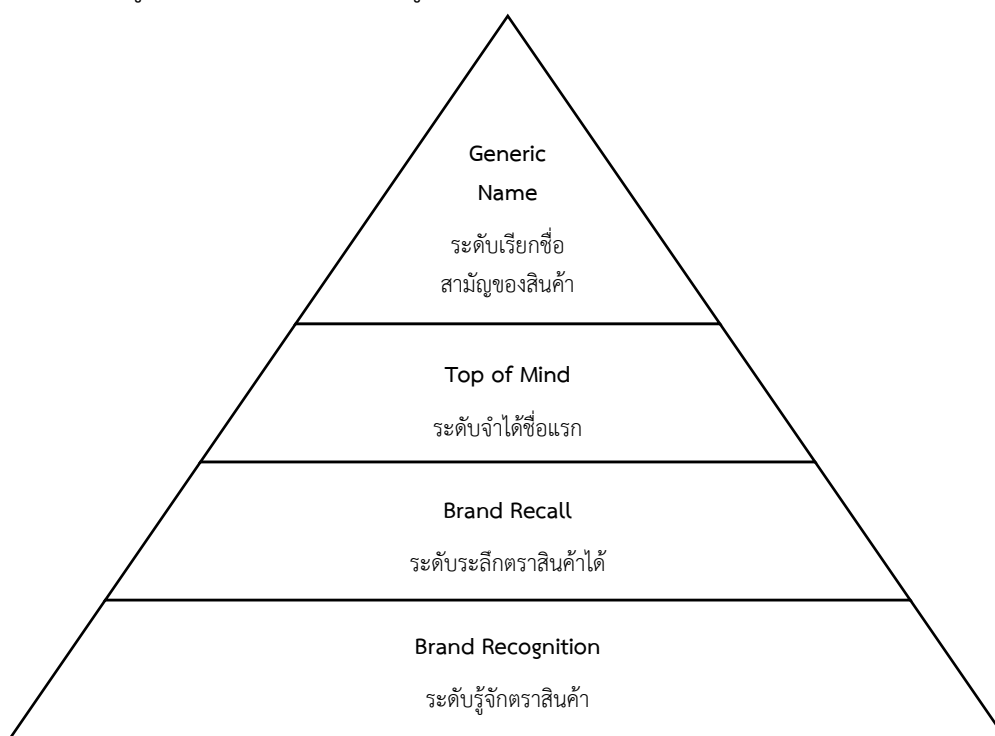 Generic
Name
ระดับเรียกชื่อ
สามัญของสินค้า
Top of Mind
ระดับจำได้ชื่อแรก
Brand Recall
ระดับระลึกตราสินค้าได้
Brand Recognition
ระดับรู้จักตราสินค้า